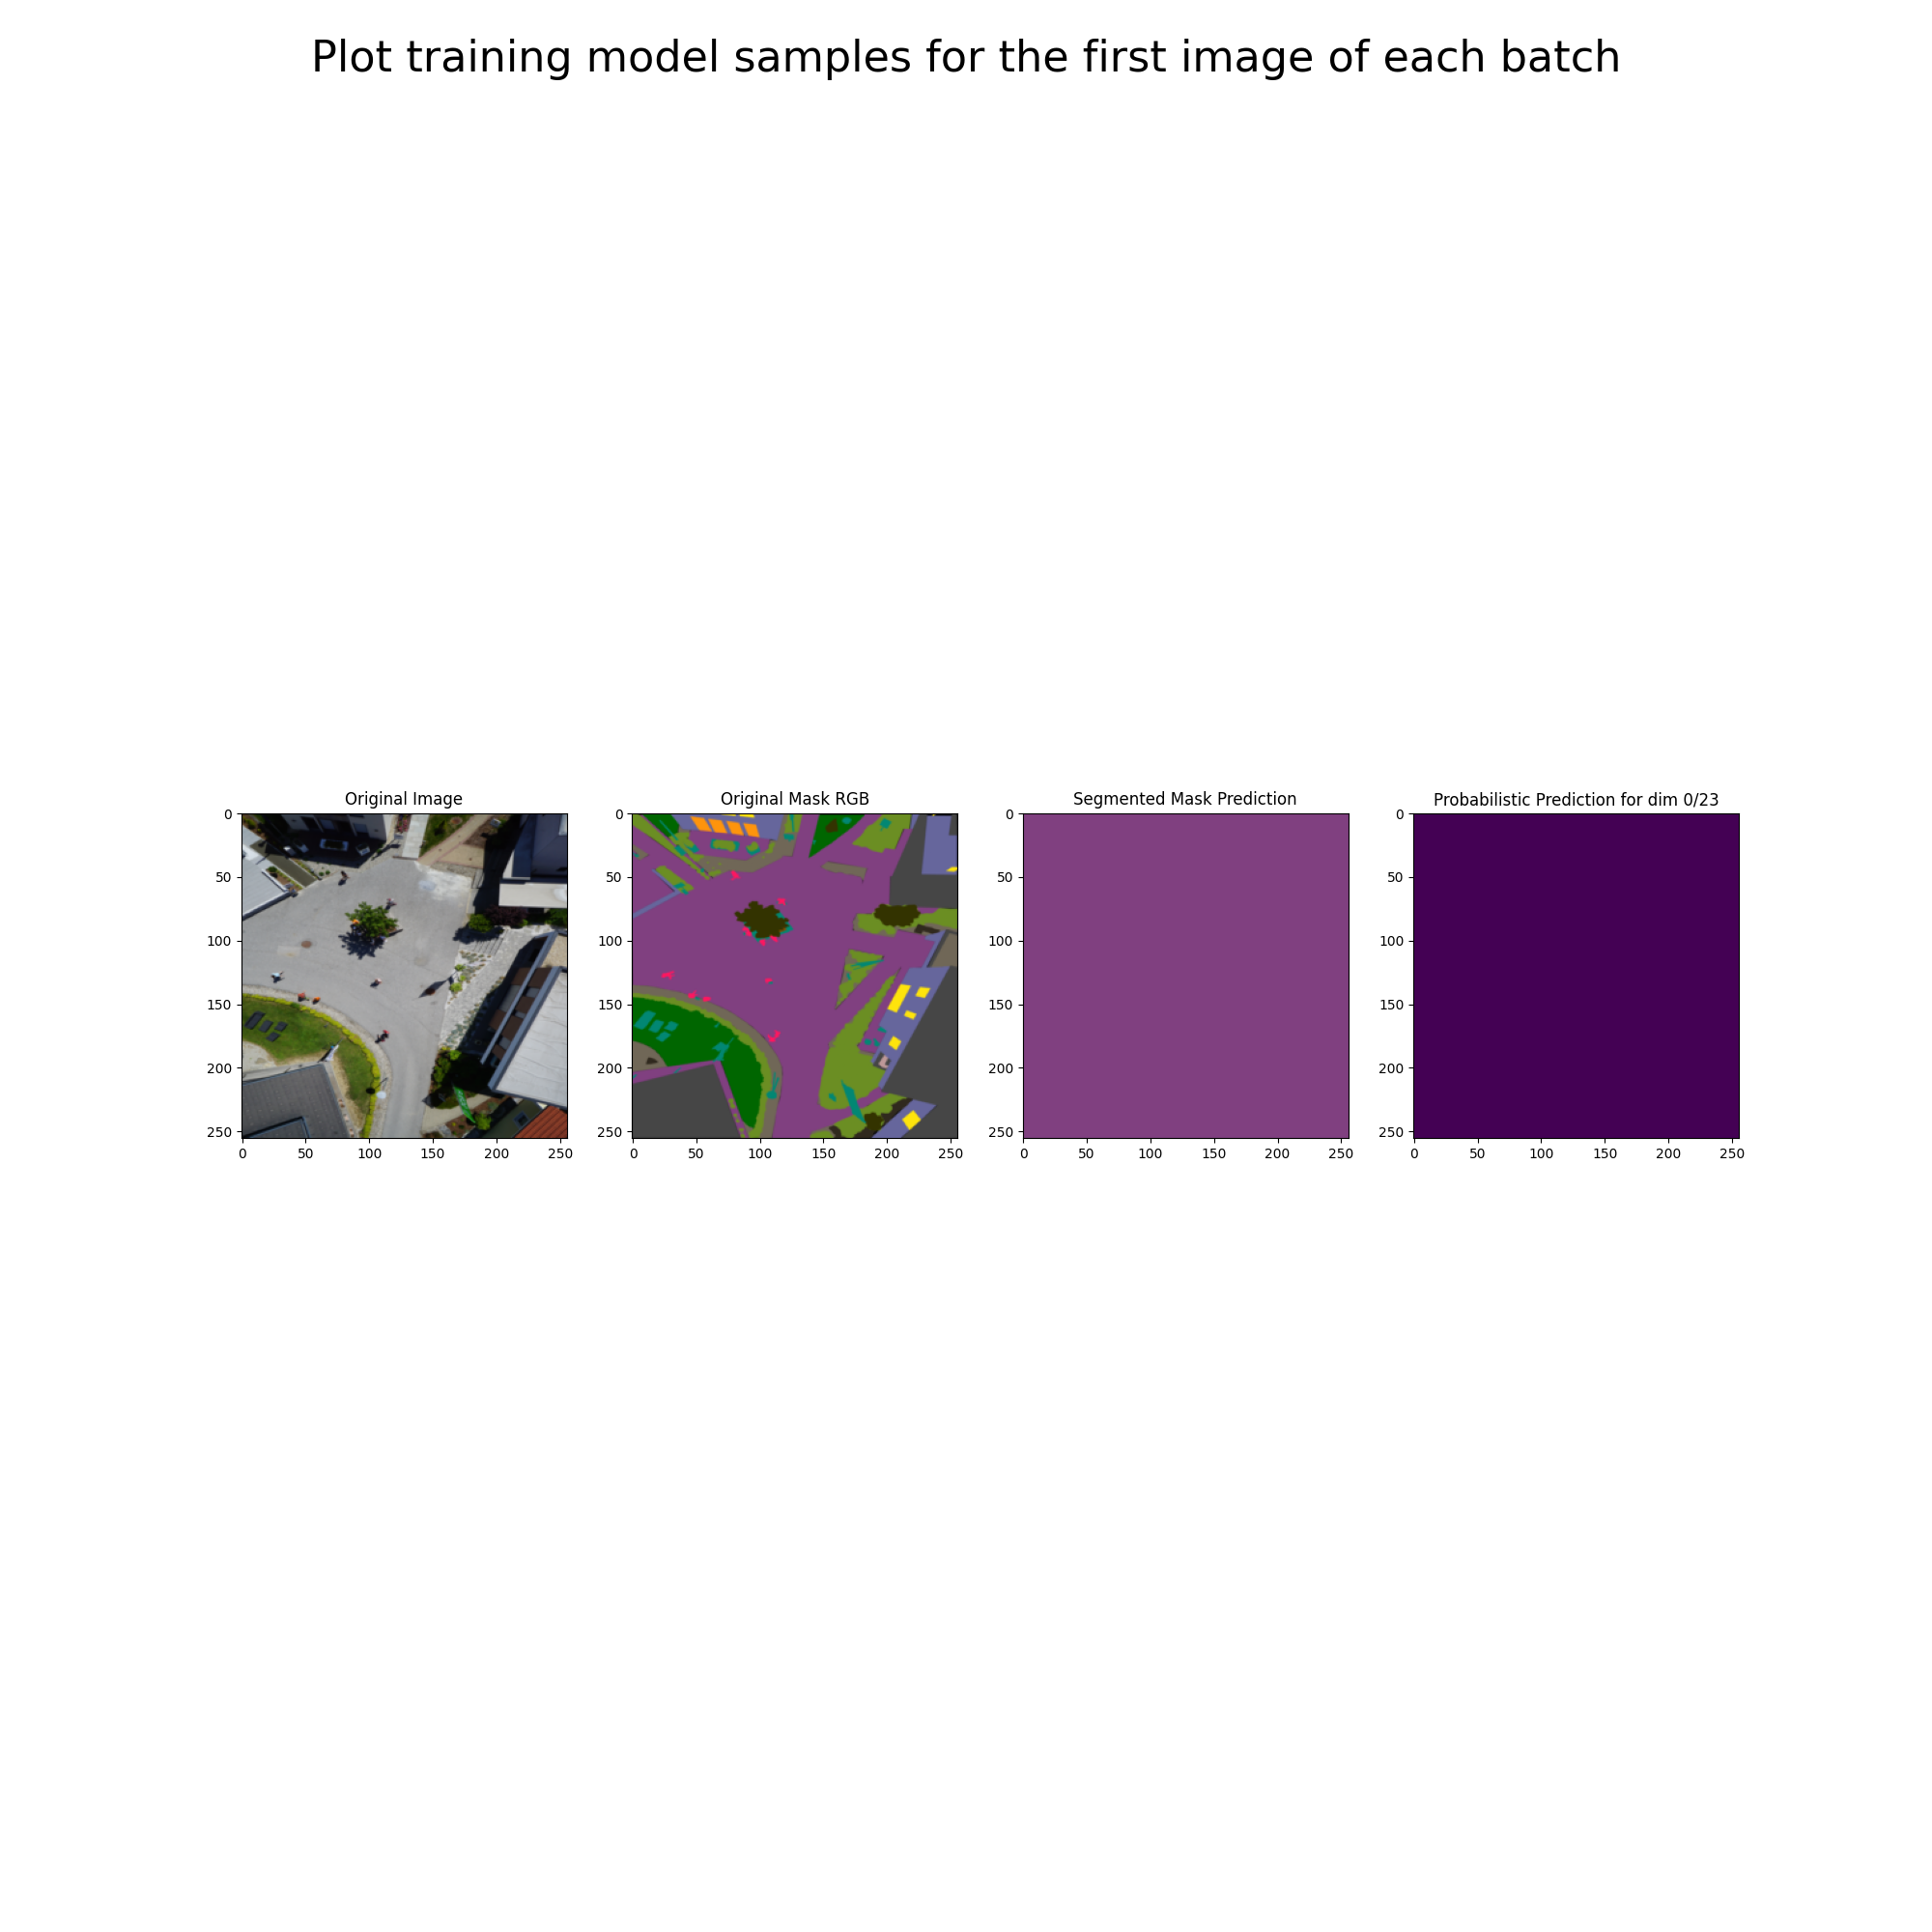 Plot training model samples for the first image of each batch
Original Image
Original Mask RGB
Segmented Mask Prediction
Probabilistic Prediction for dim 0/23
0
50
100
150
200
250
0 50 100 150 200 250
0
50
100
150
200
250
0 50 100 150 200 250
0
50
100
150
200
250
0 50 100 150 200 250
0
50
100
150
200
250
0 50 100 150 200 250